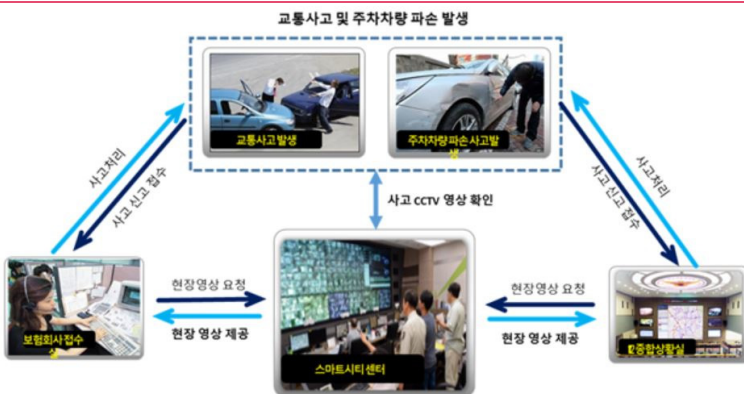 교통사고 및 주차차량 파손 발생
교통사고 발생
주차차량 파손 사고발
생
사고처리
사고 신고 접수
사고 CCTV 영상 확인
사고처리
사고 신고 접수
현장영상 요청
현장 영상 제공
현장영상 요청
현장 영상 제공
보험회사 접수
실
스마트시티센터
종합상황실